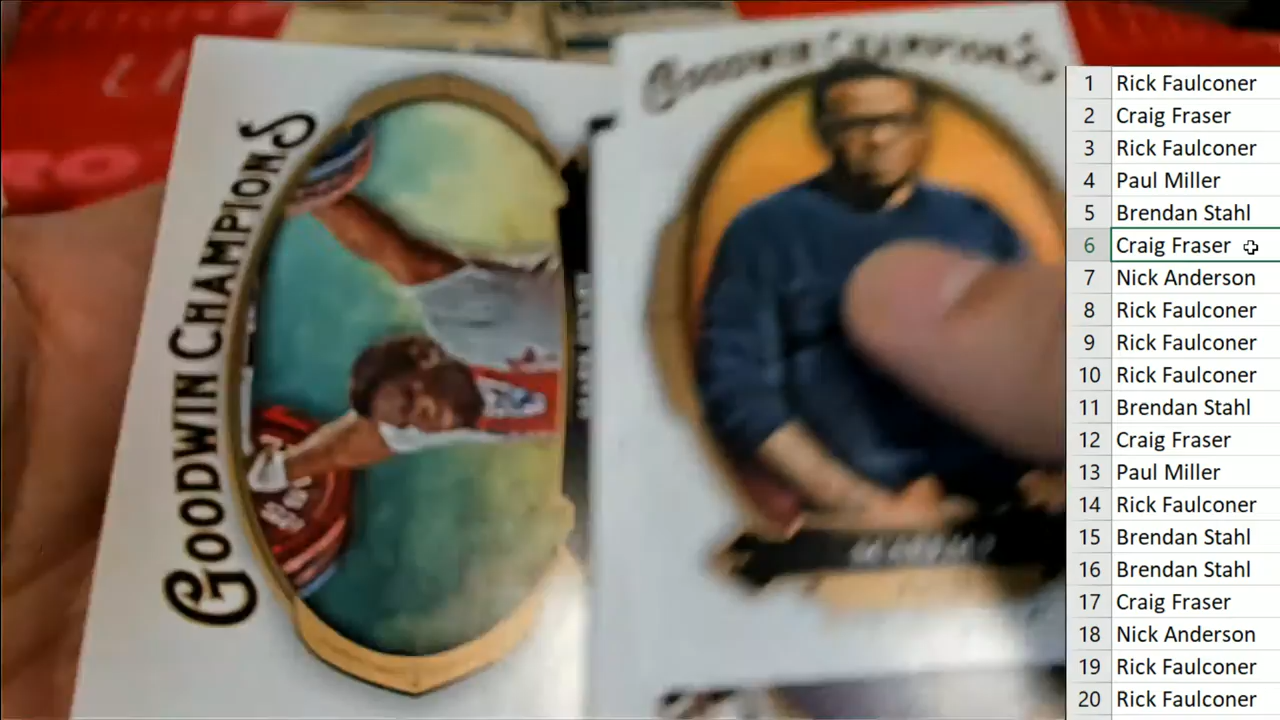 GOODWIN CHAMPIONS
GOODWIN CHAMPIONS
1 Rick Faulconer
2 Craig Fraser
3 Rick Faulconer
4 Paul Miller
5 Brendan Stahl
6 Craig Fraser
7 Nick Anderson
8 Rick Faulconer
9 Rick Faulconer
10 Rick Faulconer
11 Brendan Stahl
12 Craig Fraser
13 Paul Miller
14 Rick Faulconer
15 Brendan Stahl
16 Brendan Stahl
17 Craig Fraser
18 Nick Anderson
19 Rick Faulconer
20 Rick Faulconer